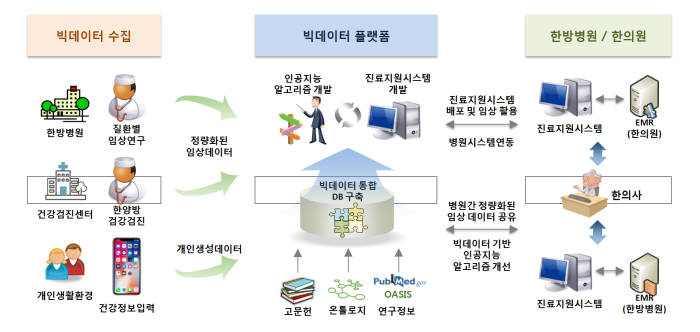 빅데이터 수집
빅데이터 플랫폼
한방병원 / 한의원
한방병원
질환별
임상연구
건강검진센터
한양방
검강검진
개인생활환경
건강정보입력
정량화된
임상데이터
개인생성데이터
인공지능
알고리즘 개발
진료지원시스템
개발
빅데이터 통합
DB 구축
고문헌
온톨로지
PubMed.gov
OASIS
연구정보
진료지원시스템
배포 및 임상 활용
병원시스템연동
병원간 정량화된
임상 데이터 공유
빅데이터 기반
인공지능
알고리즘 개선
진료지원시스템
EMR
(한의원)
한의사
진료지원시스템
EMR
(한방병원)